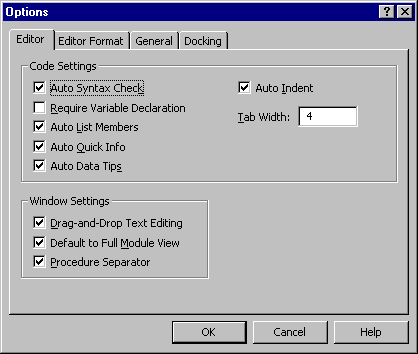 Options
Editor Editor Format General Docking
Code Settings
Auto Syntax Check Auto Indent
Require Variable Declaration
Tab Width: 4
Auto List Members
Auto Quick Info
Auto Data Tips
Window Settings
Drag-and-Drop Text Editing
Default to Full Module View
Procedure Separator
OK Cancel Help